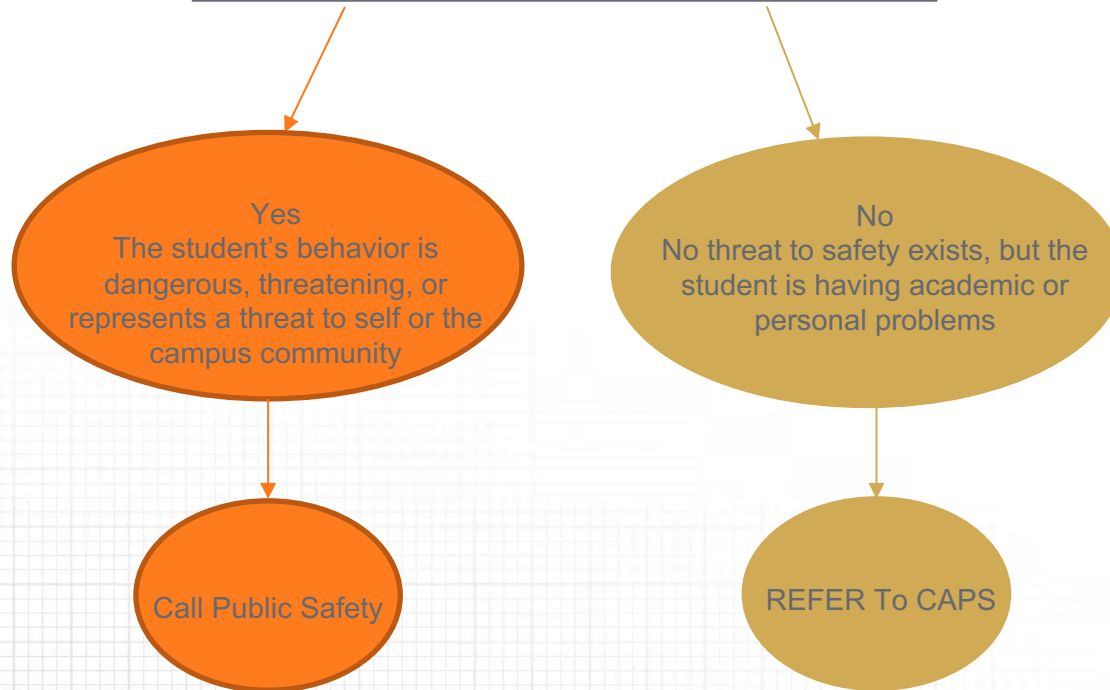 Yes
The student’s behavior is
dangerous, threatening, or
represents a threat to self or the
campus community
No
No threat to safety exists, but the
student is having academic or
personal problems
Call Public Safety
REFER To CAPS